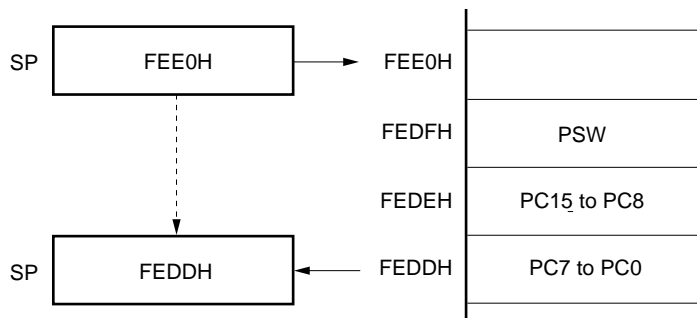 SP FEE0H FEE0H
FEDFH PSW
FEDEH PC15 to PC8
SP FEDDH FEDDH PC7 to PC0